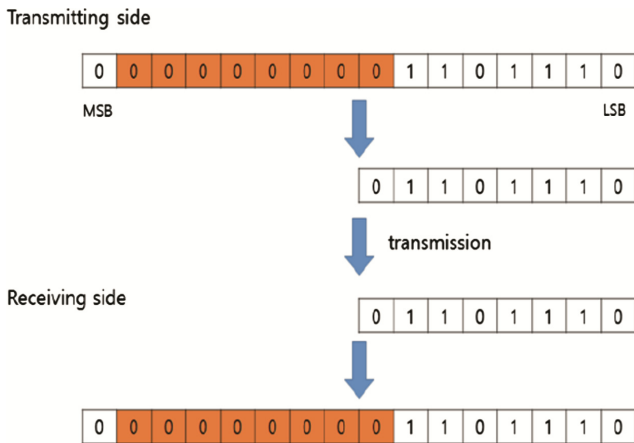 Transmitting side
0 0 0 0 0 0 0 0 0 1 1 0 1 1 1 0
MSB LSB
0 1 1 0 1 1 1 0
transmission
Receiving side
0 1 1 0 1 1 1 0
0 0 0 0 0 0 0 0 0 1 1 0 1 1 1 0